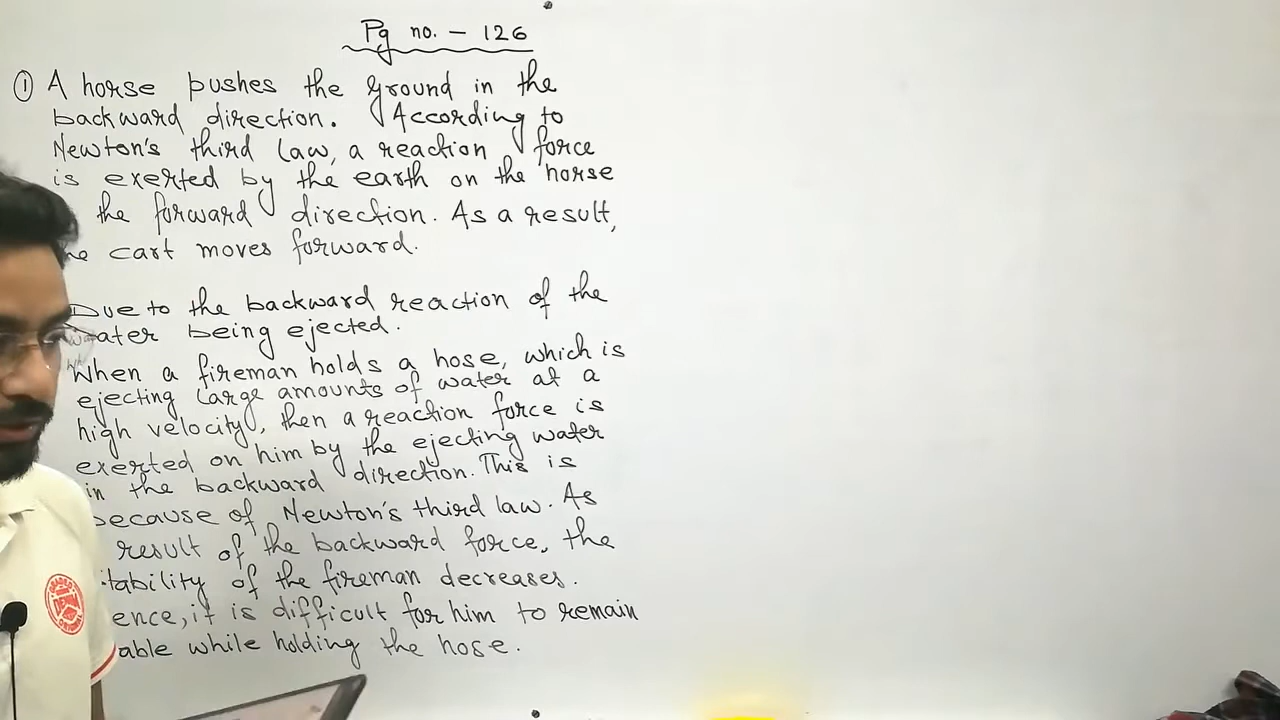 Pg no. - 126
① A horse pushes the ground in the
backward direction. According to
Newton's third law, a reaction force
is exerted by the earth on the horse
the forward direction. As a result,
he cart moves forward.
Due to the backward reaction of the
water being ejected.
When a fireman holds a hose, which is
ejecting large amounts of water at a
high velocity, then a reaction force is
exerted on him by the ejecting water
in the backward direction. This is
because of Newton's third law. As
result of the backward force, the
tability of the fireman decreases.
ence, it is difficult for him to remain
able while holding the hose.